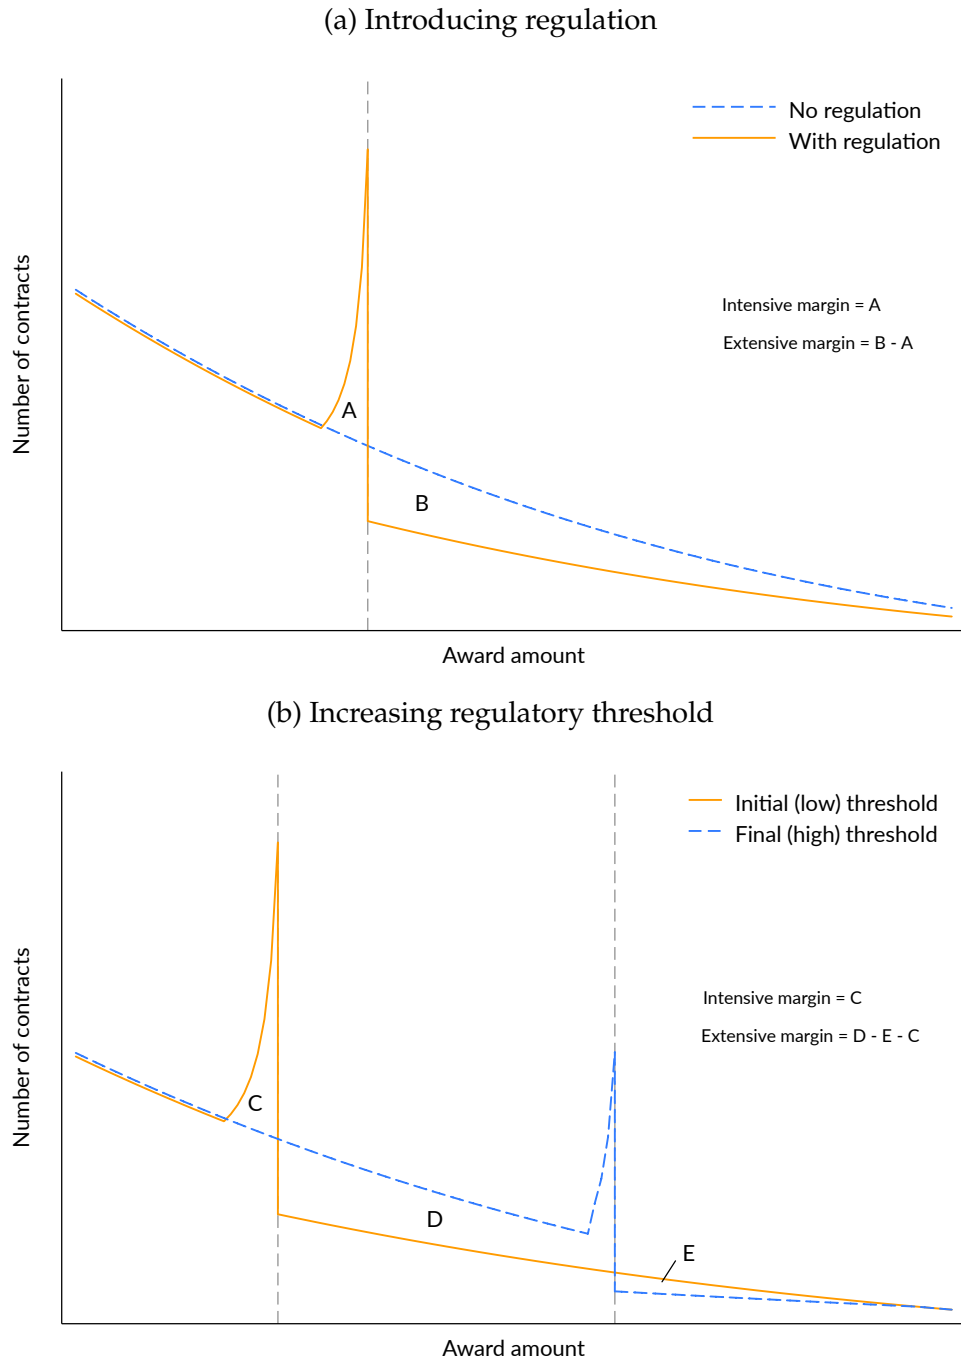 (a) Introducing regulation
No regulation
With regulation
Number of contracts
Intensive margin = A
Extensive margin = B - A
A
B
Award amount
(b) Increasing regulatory threshold
Initial (low) threshold
Final (high) threshold
Number of contracts
Intensive margin = C
Extensive margin = D - E - C
C
D
E
Award amount